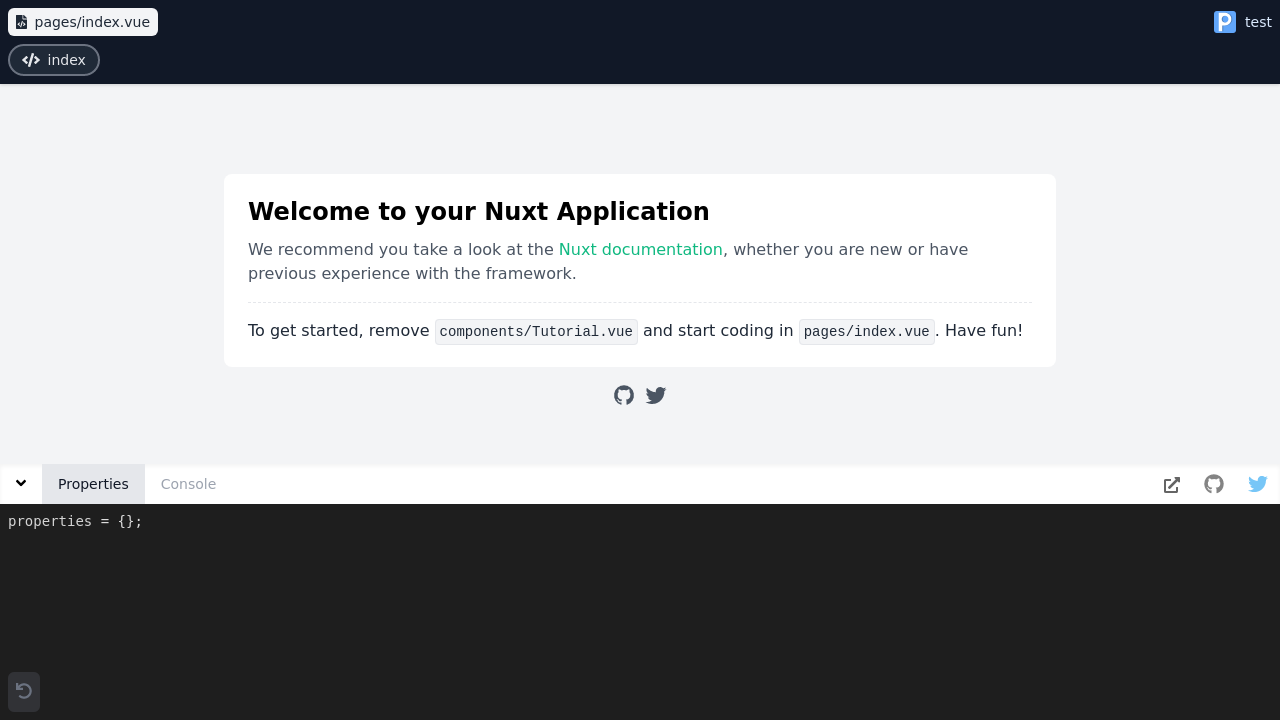 pages/index.vue
test
index
Welcome to your Nuxt Application
We recommend you take a look at the Nuxt documentation, whether you are new or have
previous experience with the framework.
To get started, remove components/Tutorial.vue and start coding in pages/index.vue. Have fun!
Properties
Console
properties = {};